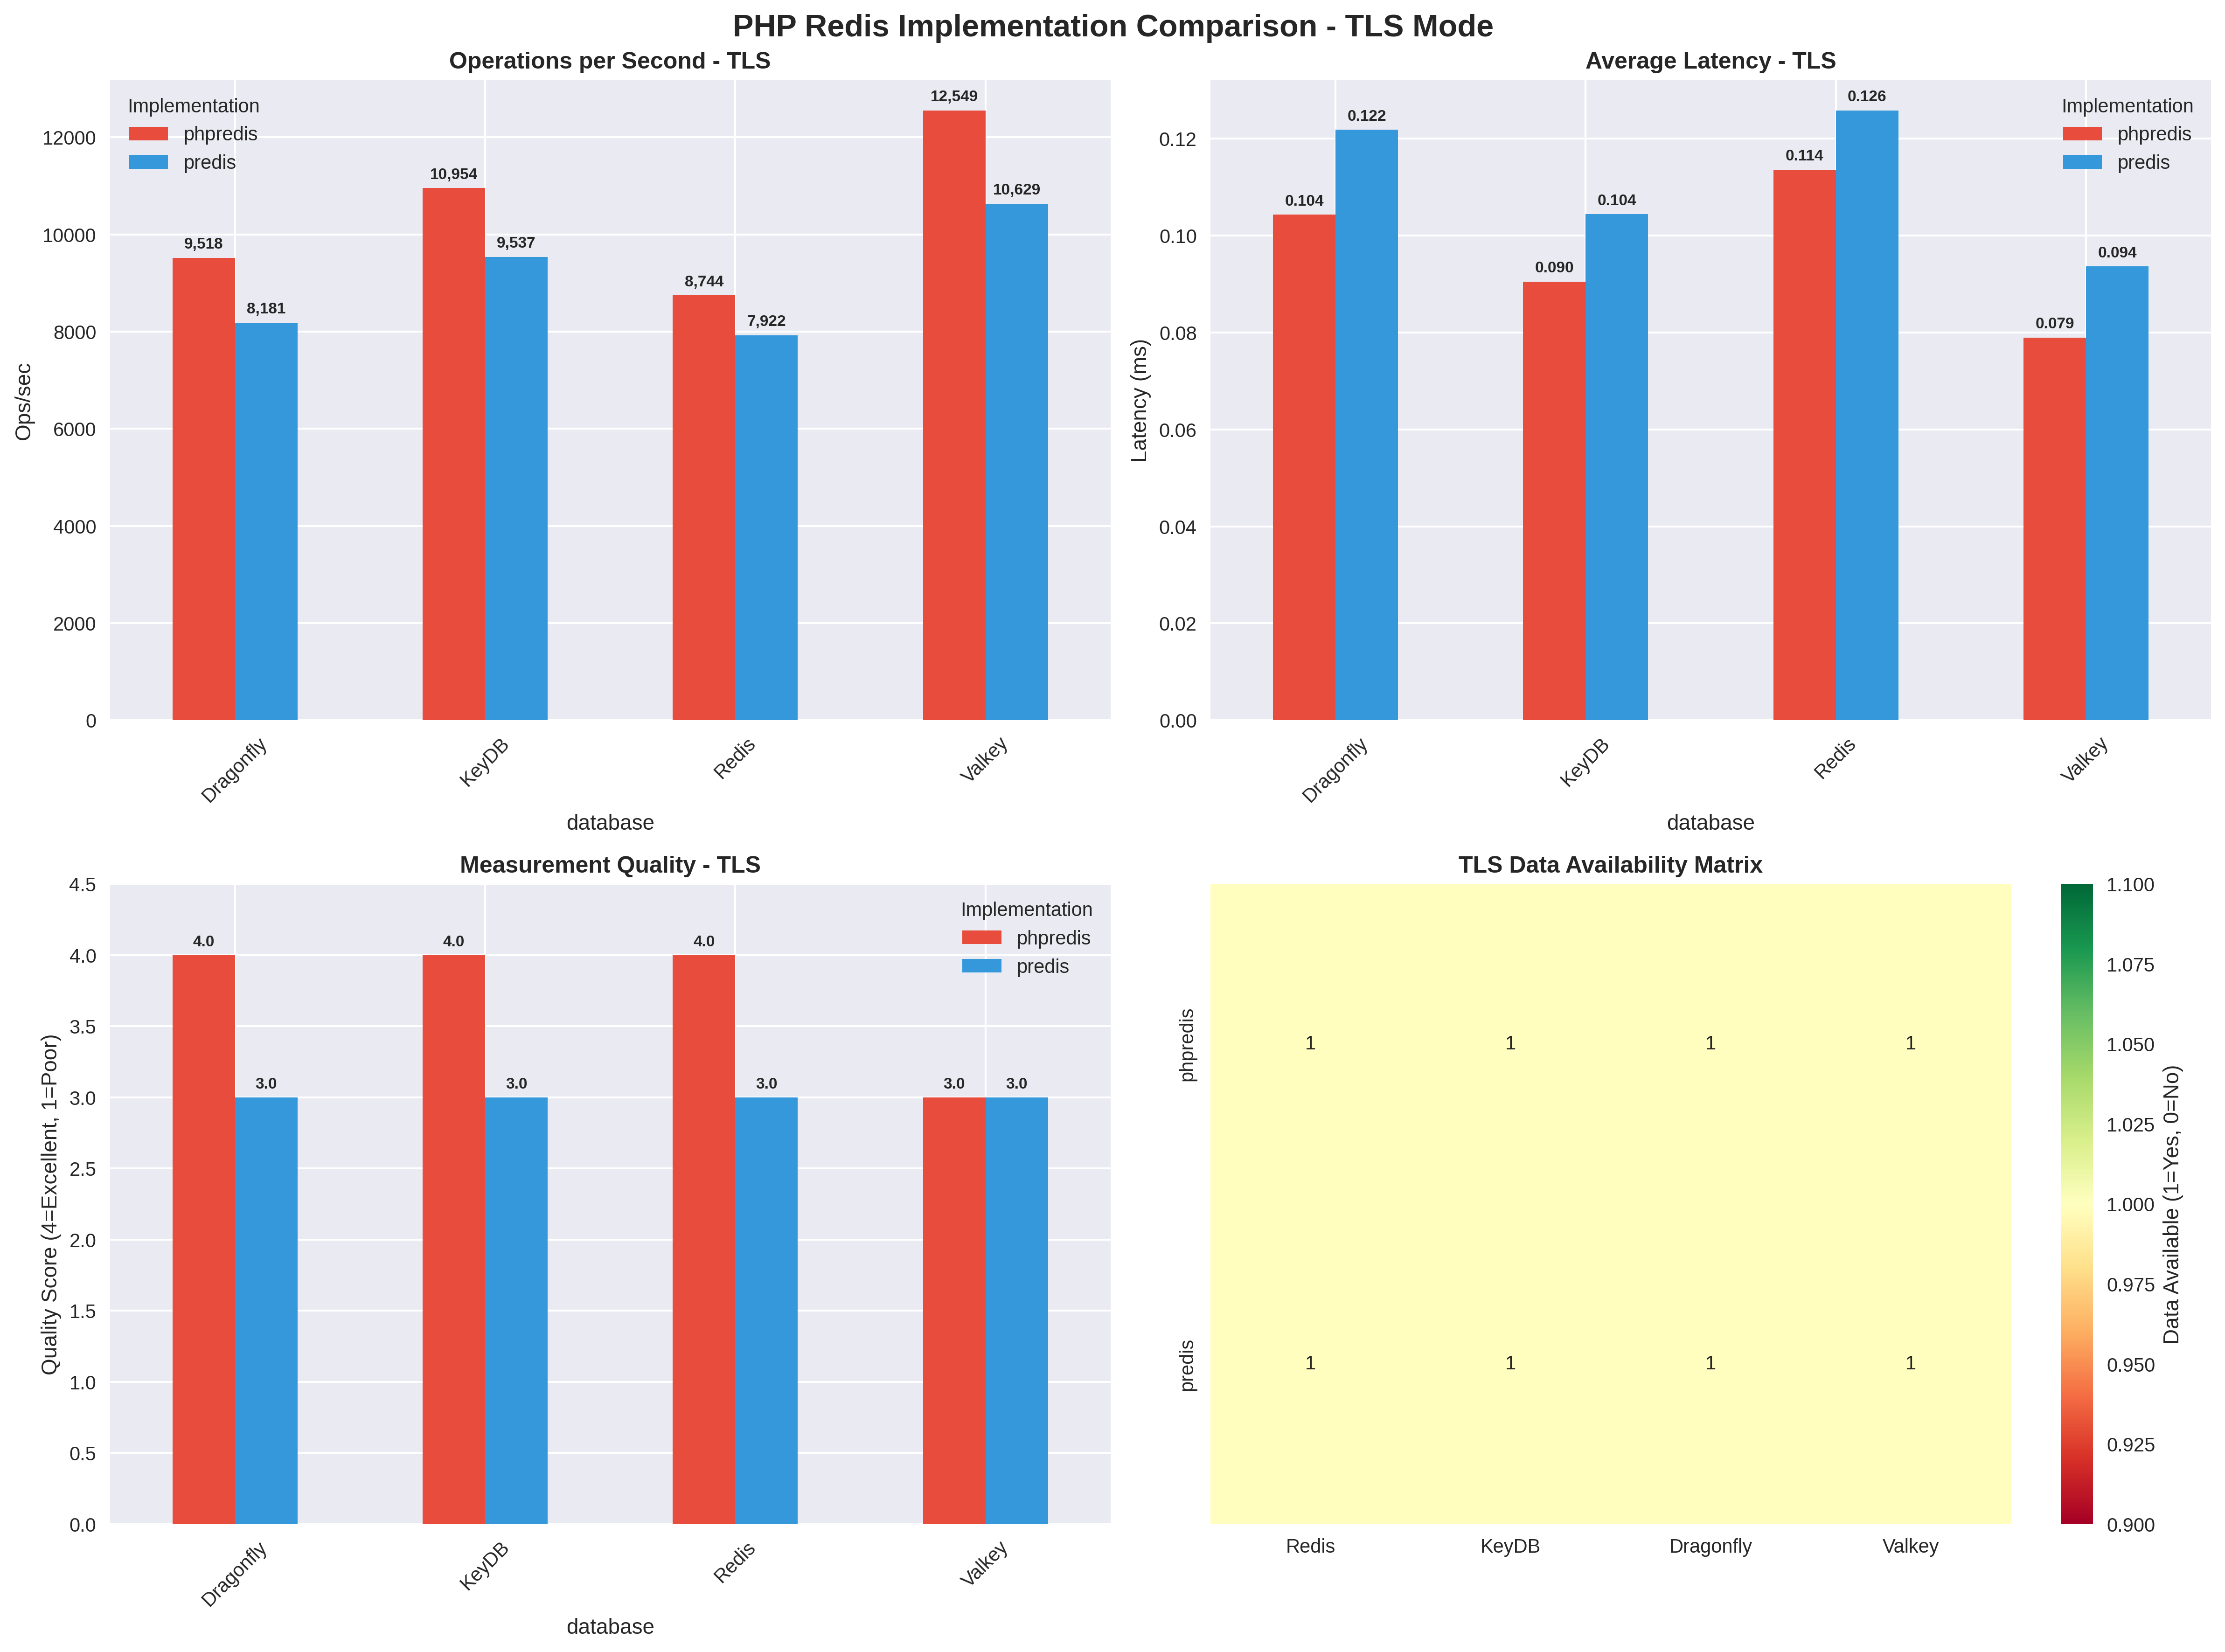 PHP Redis Implementation Comparison - TLS Mode
Operations per Second - TLS
Ops/sec
12000
10000
8000
6000
4000
2000
0
Implementation
phpredis
predis
9,518
8,181
10,954
9,537
8,744
7,922
12,549
10,629
Dragonfly
KeyDB
Redis
Valkey
database
Average Latency - TLS
Latency (ms)
0.12
0.10
0.08
0.06
0.04
0.02
0.00
Implementation
phpredis
predis
0.104
0.122
0.090
0.104
0.114
0.126
0.079
0.094
Dragonfly
KeyDB
Redis
Valkey
database
Measurement Quality - TLS
Quality Score (4=Excellent, 1=Poor)
4.5
4.0
3.5
3.0
2.5
2.0
1.5
1.0
0.5
0.0
Implementation
phpredis
predis
4.0
3.0
4.0
3.0
4.0
3.0
3.0
3.0
Dragonfly
KeyDB
Redis
Valkey
database
TLS Data Availability Matrix
phpredis
1
1
1
1
predis
1
1
1
1
Redis
KeyDB
Dragonfly
Valkey
1.100
1.075
1.050
1.025
1.000
0.975
0.950
0.925
0.900
Data Available (1=Yes, 0=No)